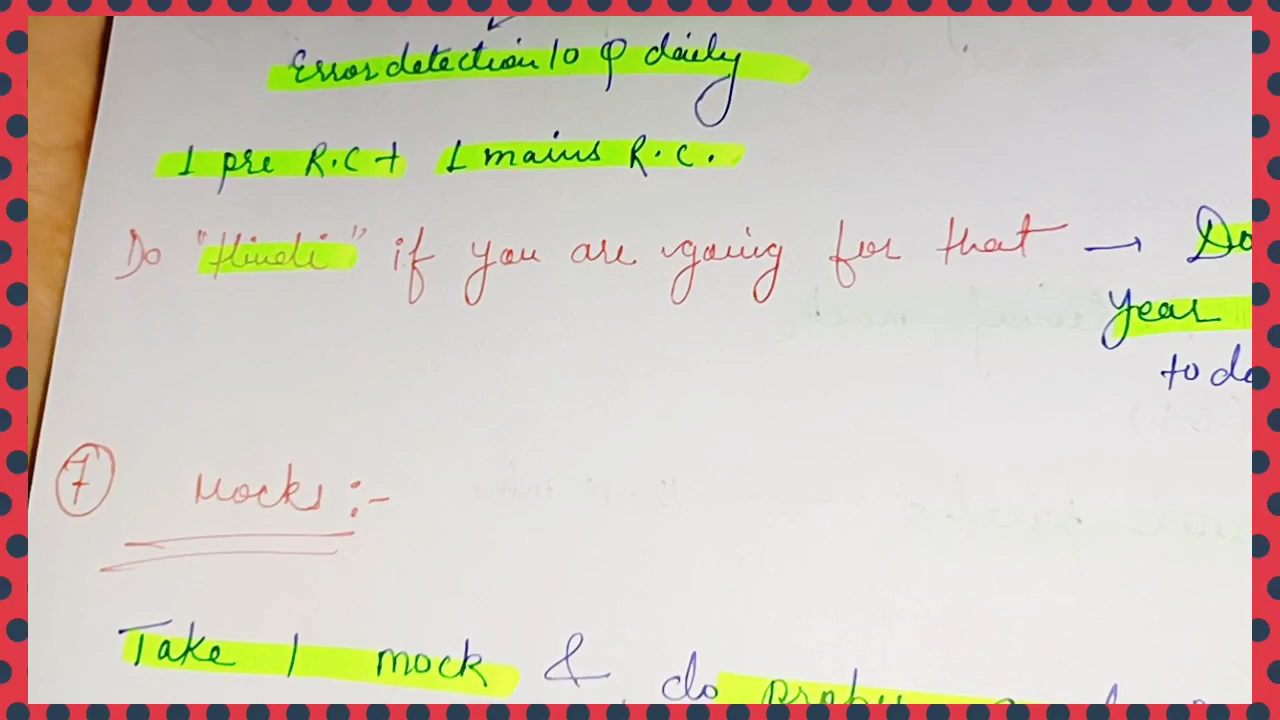 Error detection 10 Q daily
1 pre R.C + 1 mains R.C.
Do "Hindi" if you are going for that → Do
year
to do
7 Mocks :-
Take 1 mock & do